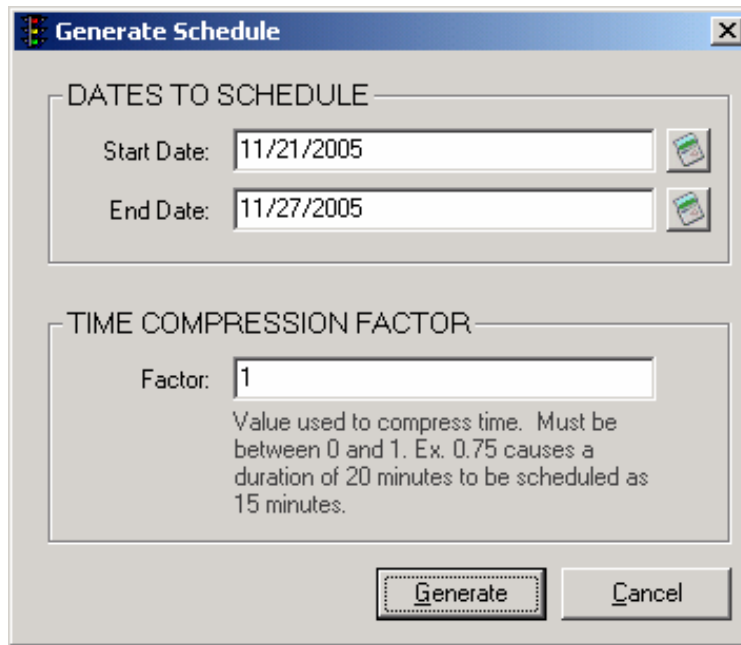 Generate Schedule
DATES TO SCHEDULE
Start Date: 11/21/2005
End Date: 11/27/2005
TIME COMPRESSION FACTOR
Factor: 1
Value used to compress time. Must be
between 0 and 1. Ex. 0.75 causes a
duration of 20 minutes to be scheduled as
15 minutes.
Generate Cancel